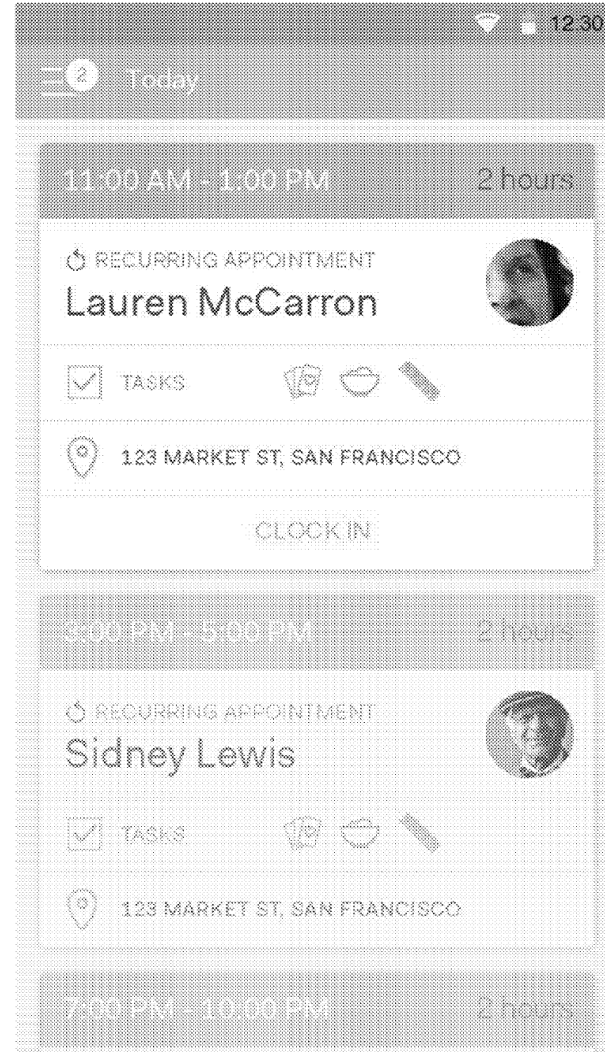 12:30
2 Today
11:00 AM - 1:00 PM 2 hours
RECURRING APPOINTMENT
Lauren McCarron
TASKS
123 MARKET ST, SAN FRANCISCO
CLOCK IN
3:00 PM - 5:00 PM 2 hours
RECURRING APPOINTMENT
Sidney Lewis
TASKS
123 MARKET ST, SAN FRANCISCO
7:00 PM - 10:00 PM 2 hours